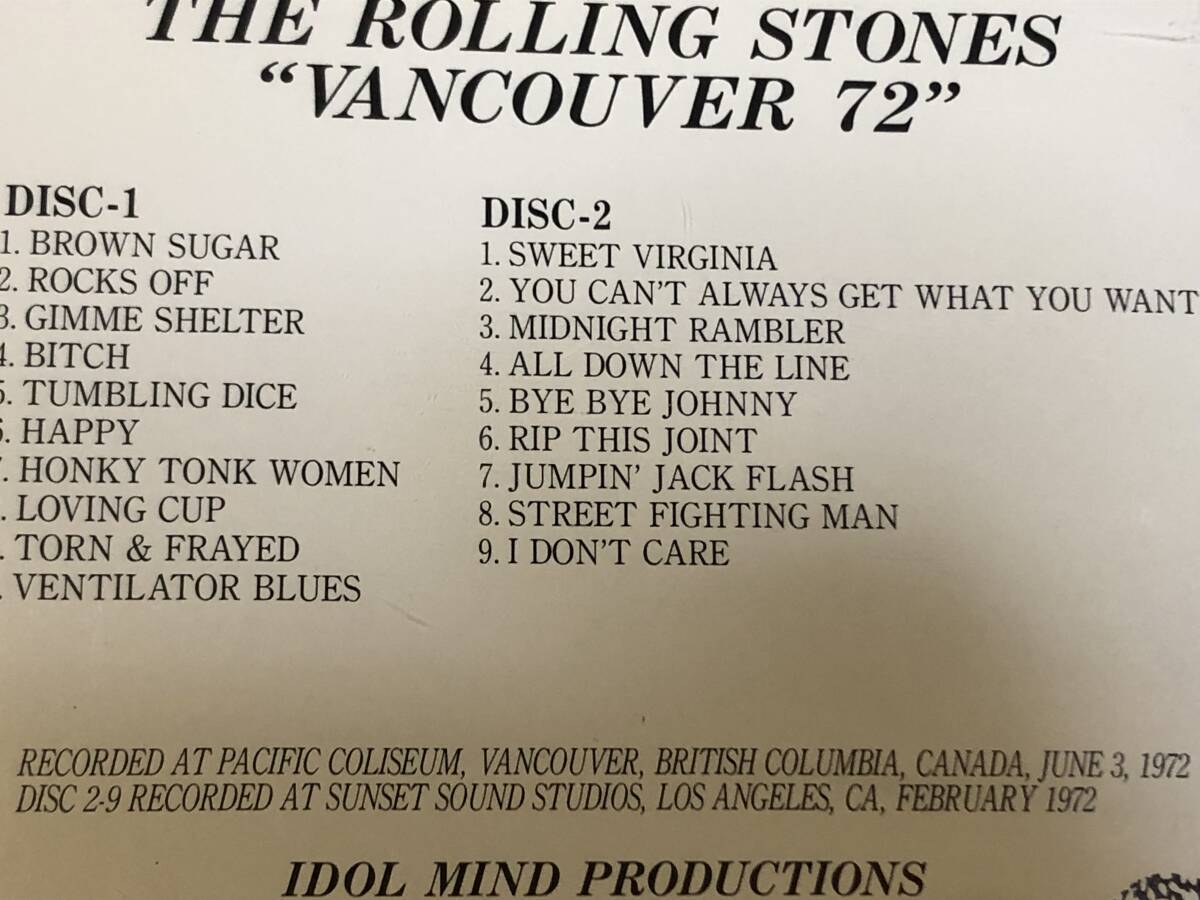 THE ROLLING STONES
“VANCOUVER 72”
DISC-1
1. BROWN SUGAR
2. ROCKS OFF
3. GIMME SHELTER
4. BITCH
5. TUMBLING DICE
6. HAPPY
7. HONKY TONK WOMEN
. LOVING CUP
. TORN & FRAYED
. VENTILATOR BLUES
DISC-2
1. SWEET VIRGINIA
2. YOU CAN'T ALWAYS GET WHAT YOU WANT
3. MIDNIGHT RAMBLER
4. ALL DOWN THE LINE
5. BYE BYE JOHNNY
6. RIP THIS JOINT
7. JUMPIN' JACK FLASH
8. STREET FIGHTING MAN
9. I DON'T CARE
RECORDED AT PACIFIC COLISEUM, VANCOUVER, BRITISH COLUMBIA, CANADA, JUNE 3, 1972
DISC 2-9 RECORDED AT SUNSET SOUND STUDIOS, LOS ANGELES, CA, FEBRUARY 1972
IDOL MIND PRODUCTIONS